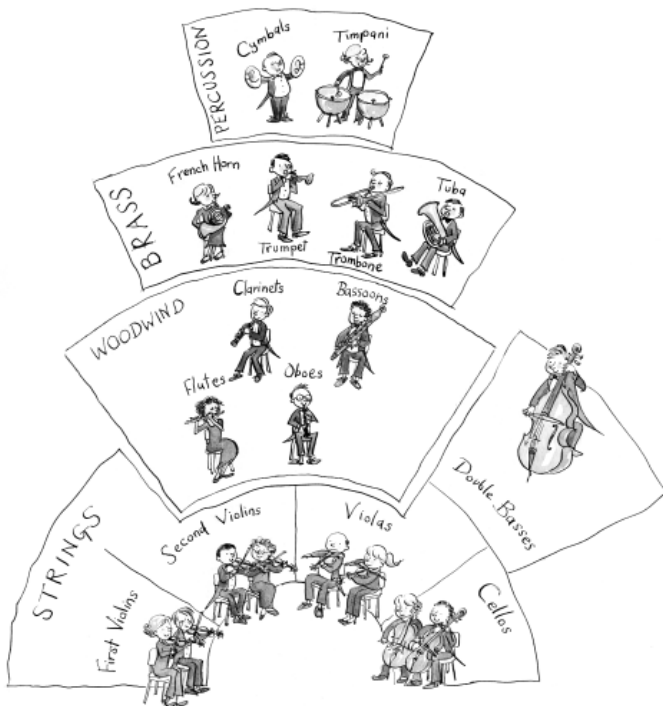 PERCUSSION
Cymbals
Timpani
BRASS
French Horn
Trumpet
Trombone
Tuba
WOODWIND
Clarinets
Bassoons
Flutes
Oboes
STRINGS
First Violins
Second Violins
Violas
Cellos
Double Basses